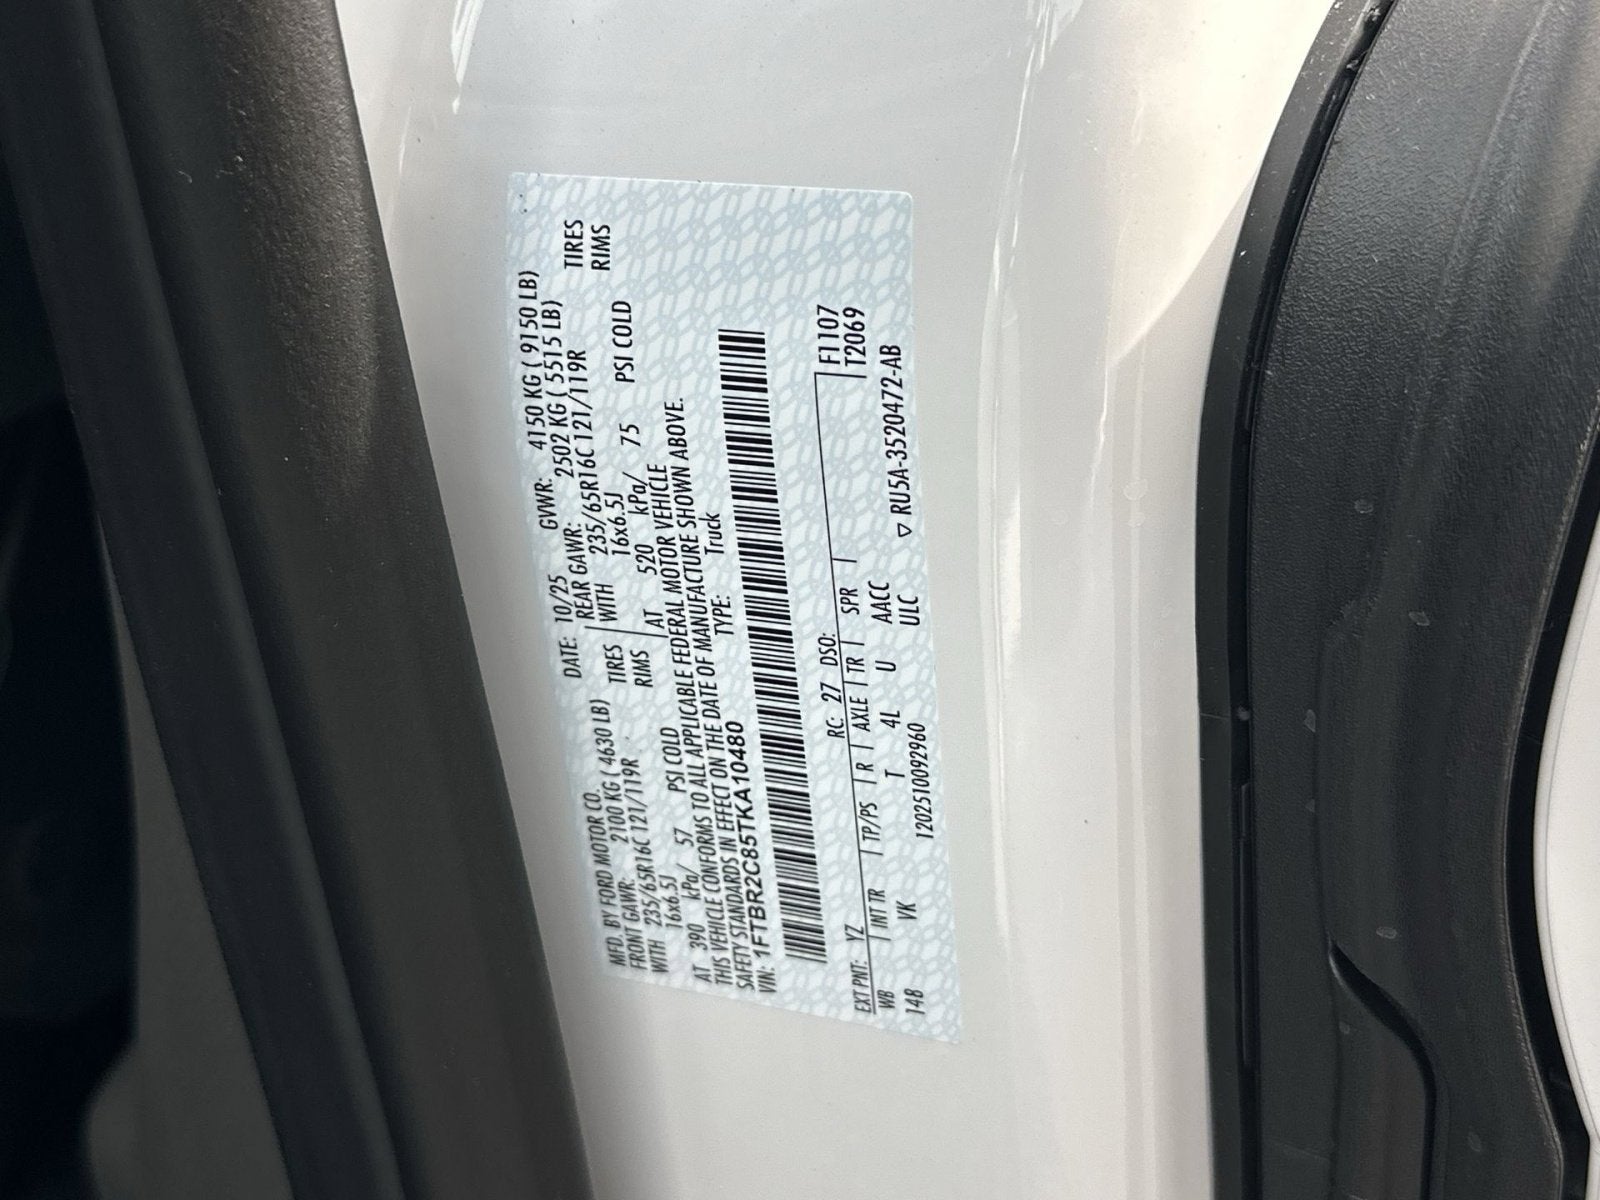 MFD. BY FORD MOTOR CO. DATE: 10/25 GVWR: 4150 KG ( 9150 LB)
FRONT GAWR: 2100 KG ( 4630 LB) REAR GAWR: 2502 KG ( 5515 LB)
WITH 235/65R16C 121/119R TIRES WITH 235/65R16C 121/119R TIRES
16x6.5J RIMS 16x6.5J RIMS
AT 390 kPa/ 57 PSI COLD AT 520 kPa/ 75 PSI COLD
THIS VEHICLE CONFORMS TO ALL APPLICABLE FEDERAL MOTOR VEHICLE
SAFETY STANDARDS IN EFFECT ON THE DATE OF MANUFACTURE SHOWN ABOVE.
VIN: 1FTBR2C85TKA10480 TYPE: Truck
F1107
T2069
EXT PNT: YZ RC: 27 DSO:
WB INT TR TP/PS R AXLE TR SPR
148 VK T 4L U AACC
1202510092960 ULC ▽ RU5A-3520472-AB